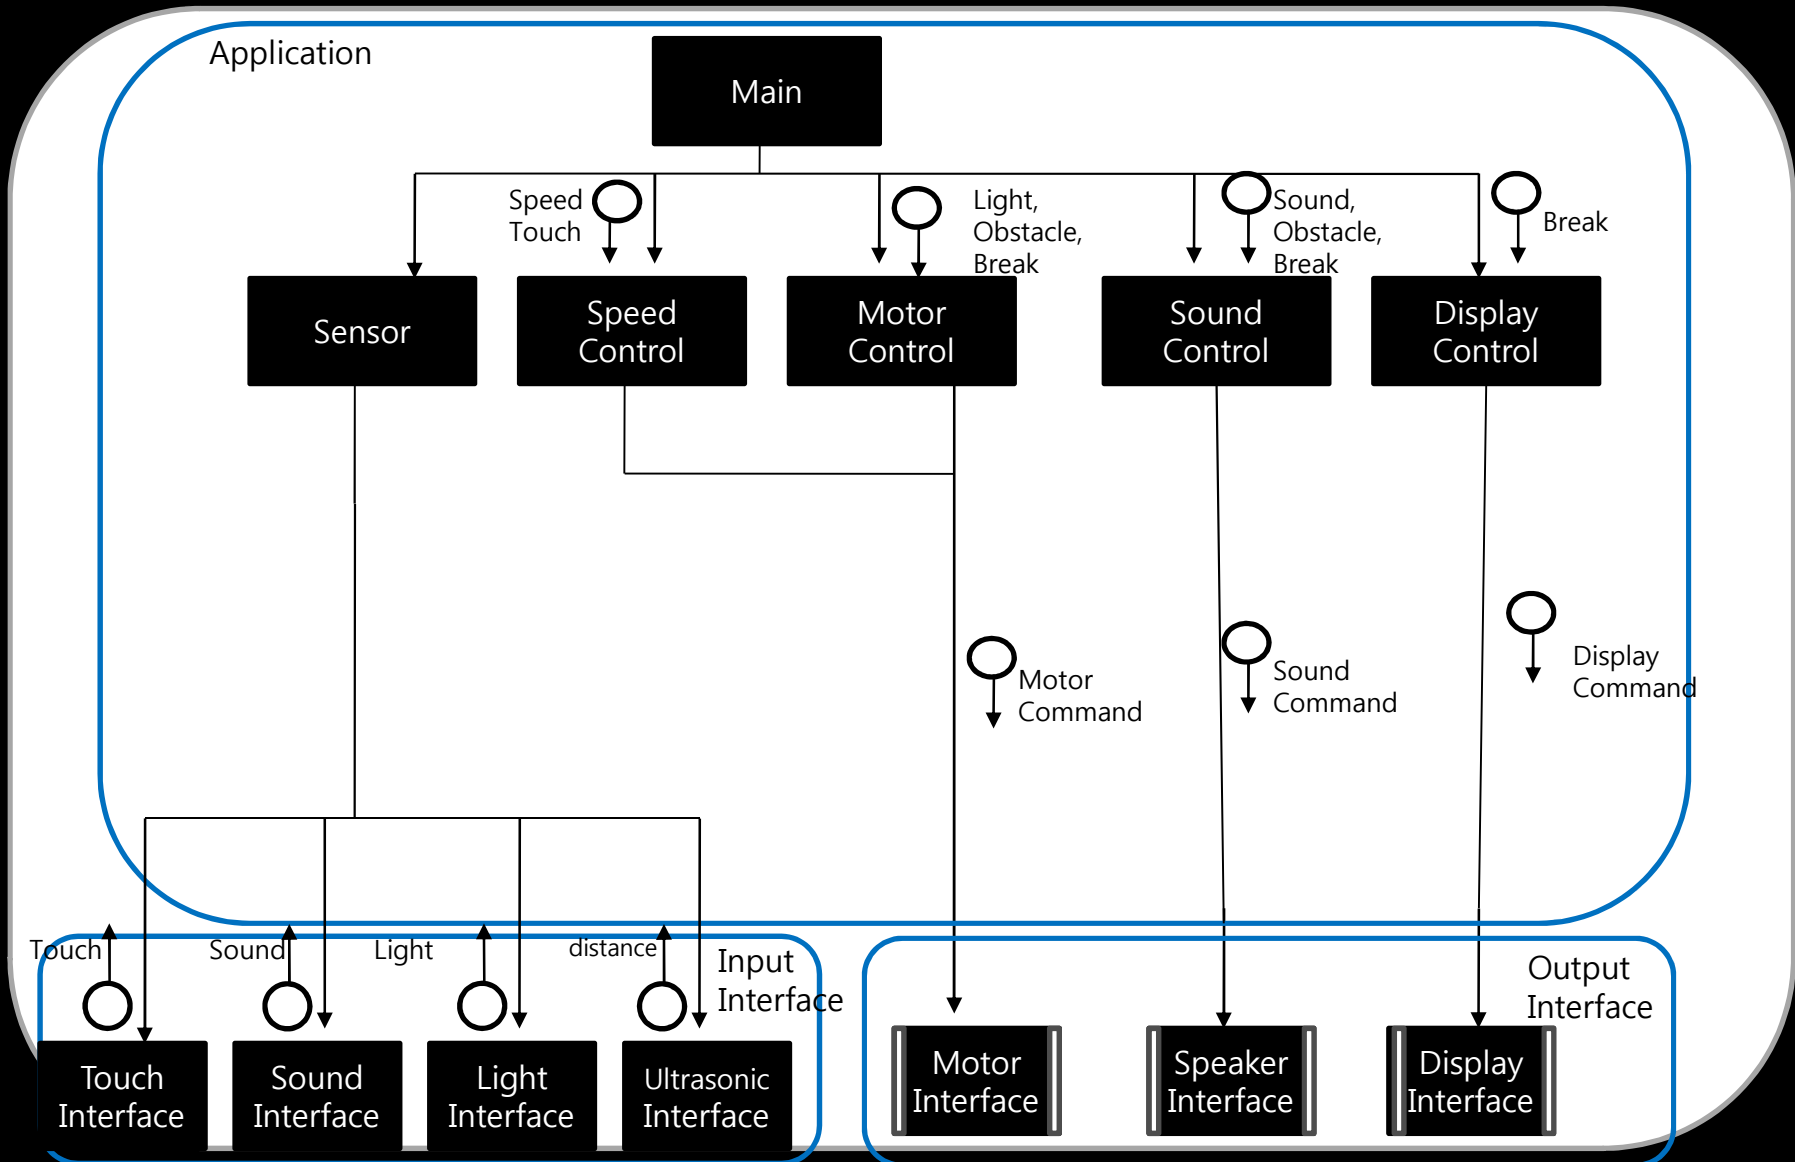 Application
Main
Speed
Touch
Light,
Obstacle,
Break
Sound,
Obstacle,
Break
Break
Sensor
Speed
Control
Motor
Control
Sound
Control
Display
Control
Motor
Command
Sound
Command
Display
Command
Touch
Sound
Light
distance
Input
Interface
Output
Interface
Touch
Interface
Sound
Interface
Light
Interface
Ultrasonic
Interface
Motor
Interface
Speaker
Interface
Display
Interface